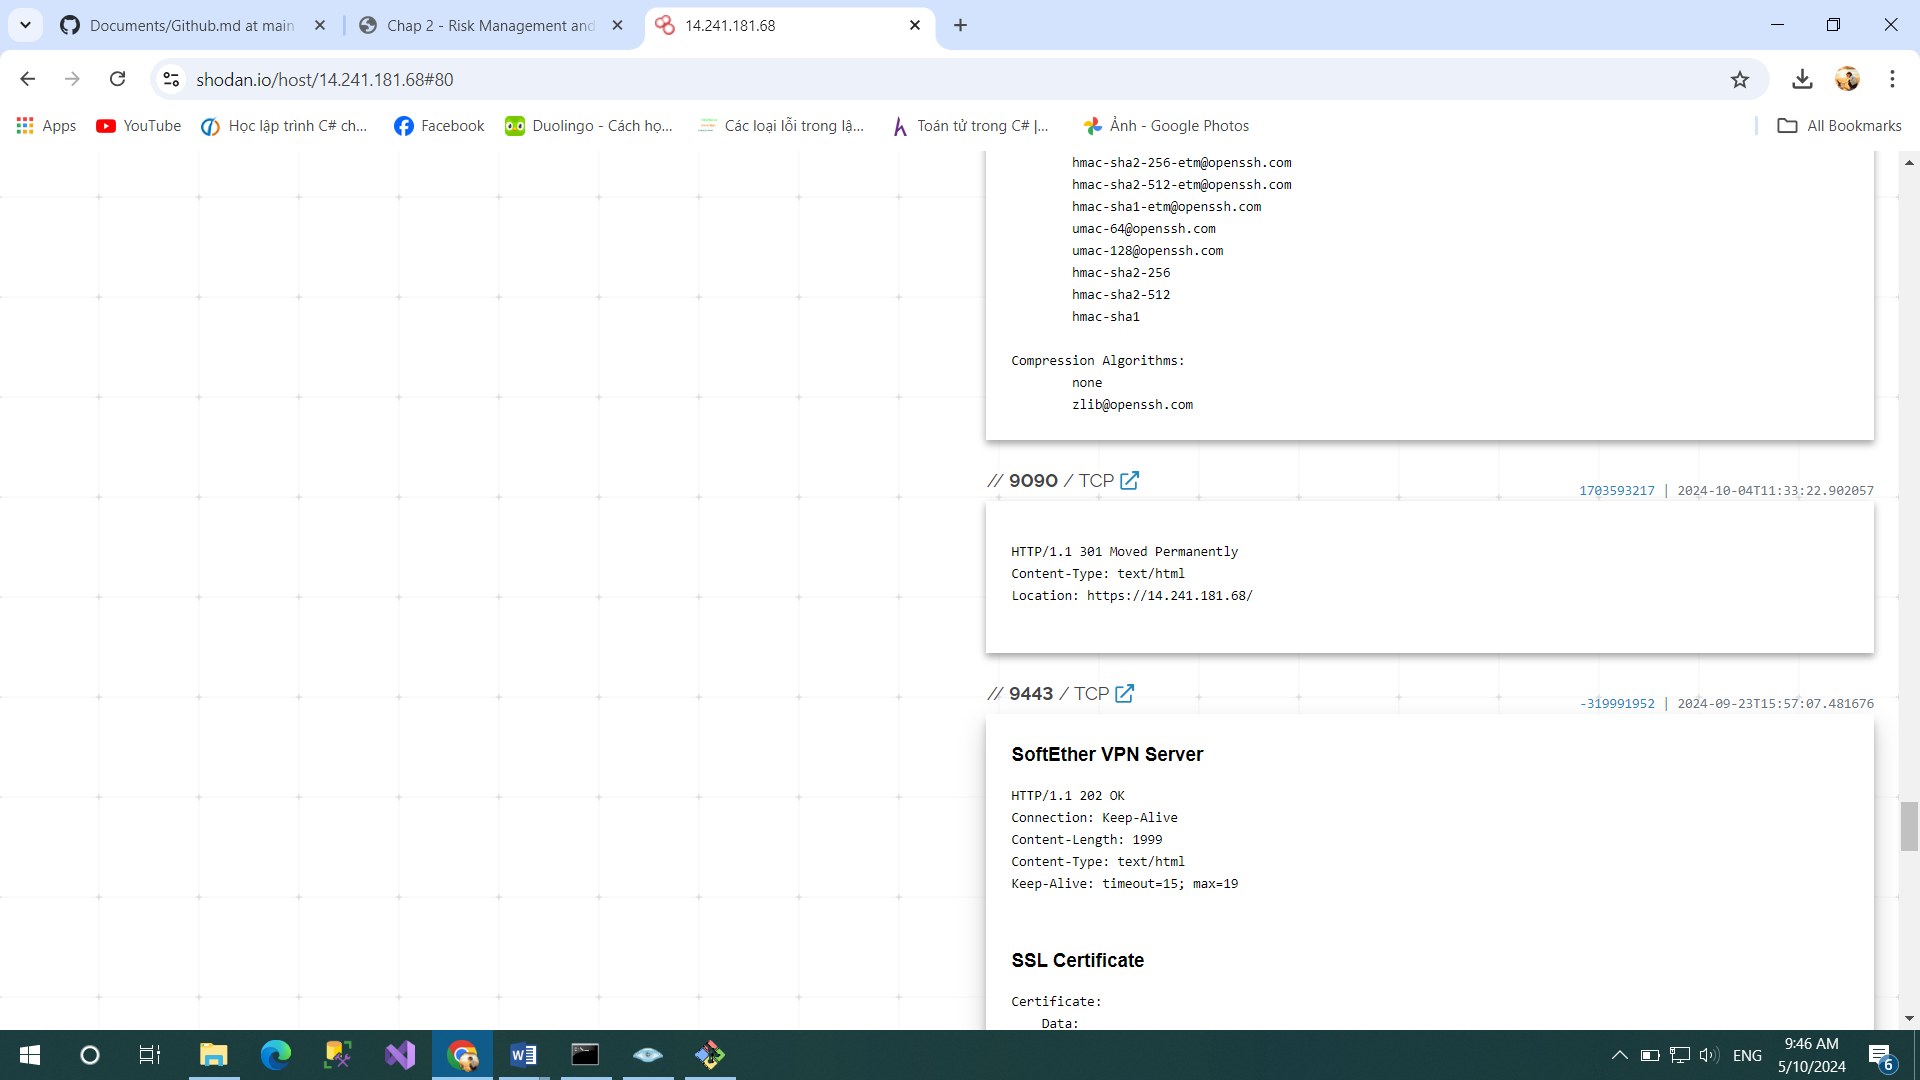 Documents/Github.md at main
Chap 2 - Risk Management and
14.241.181.68
shodan.io/host/14.241.181.68#80
Apps
YouTube
Học lập trình C# ch...
Facebook
Duolingo - Cách họ...
Các loại lỗi trong lậ...
Toán tử trong C# |...
Ảnh - Google Photos
All Bookmarks
hmac-sha2-256-etm@openssh.com
hmac-sha2-512-etm@openssh.com
hmac-sha1-etm@openssh.com
umac-64@openssh.com
umac-128@openssh.com
hmac-sha2-256
hmac-sha2-512
hmac-sha1
Compression Algorithms:
none
zlib@openssh.com
// 9090 / TCP
1703593217 | 2024-10-04T11:33:22.902057
HTTP/1.1 301 Moved Permanently
Content-Type: text/html
Location: https://14.241.181.68/
// 9443 / TCP
-319991952 | 2024-09-23T15:57:07.481676
SoftEther VPN Server
HTTP/1.1 202 OK
Connection: Keep-Alive
Content-Length: 1999
Content-Type: text/html
Keep-Alive: timeout=15; max=19
SSL Certificate
Certificate:
Data:
ENG
9:46 AM
5/10/2024
6